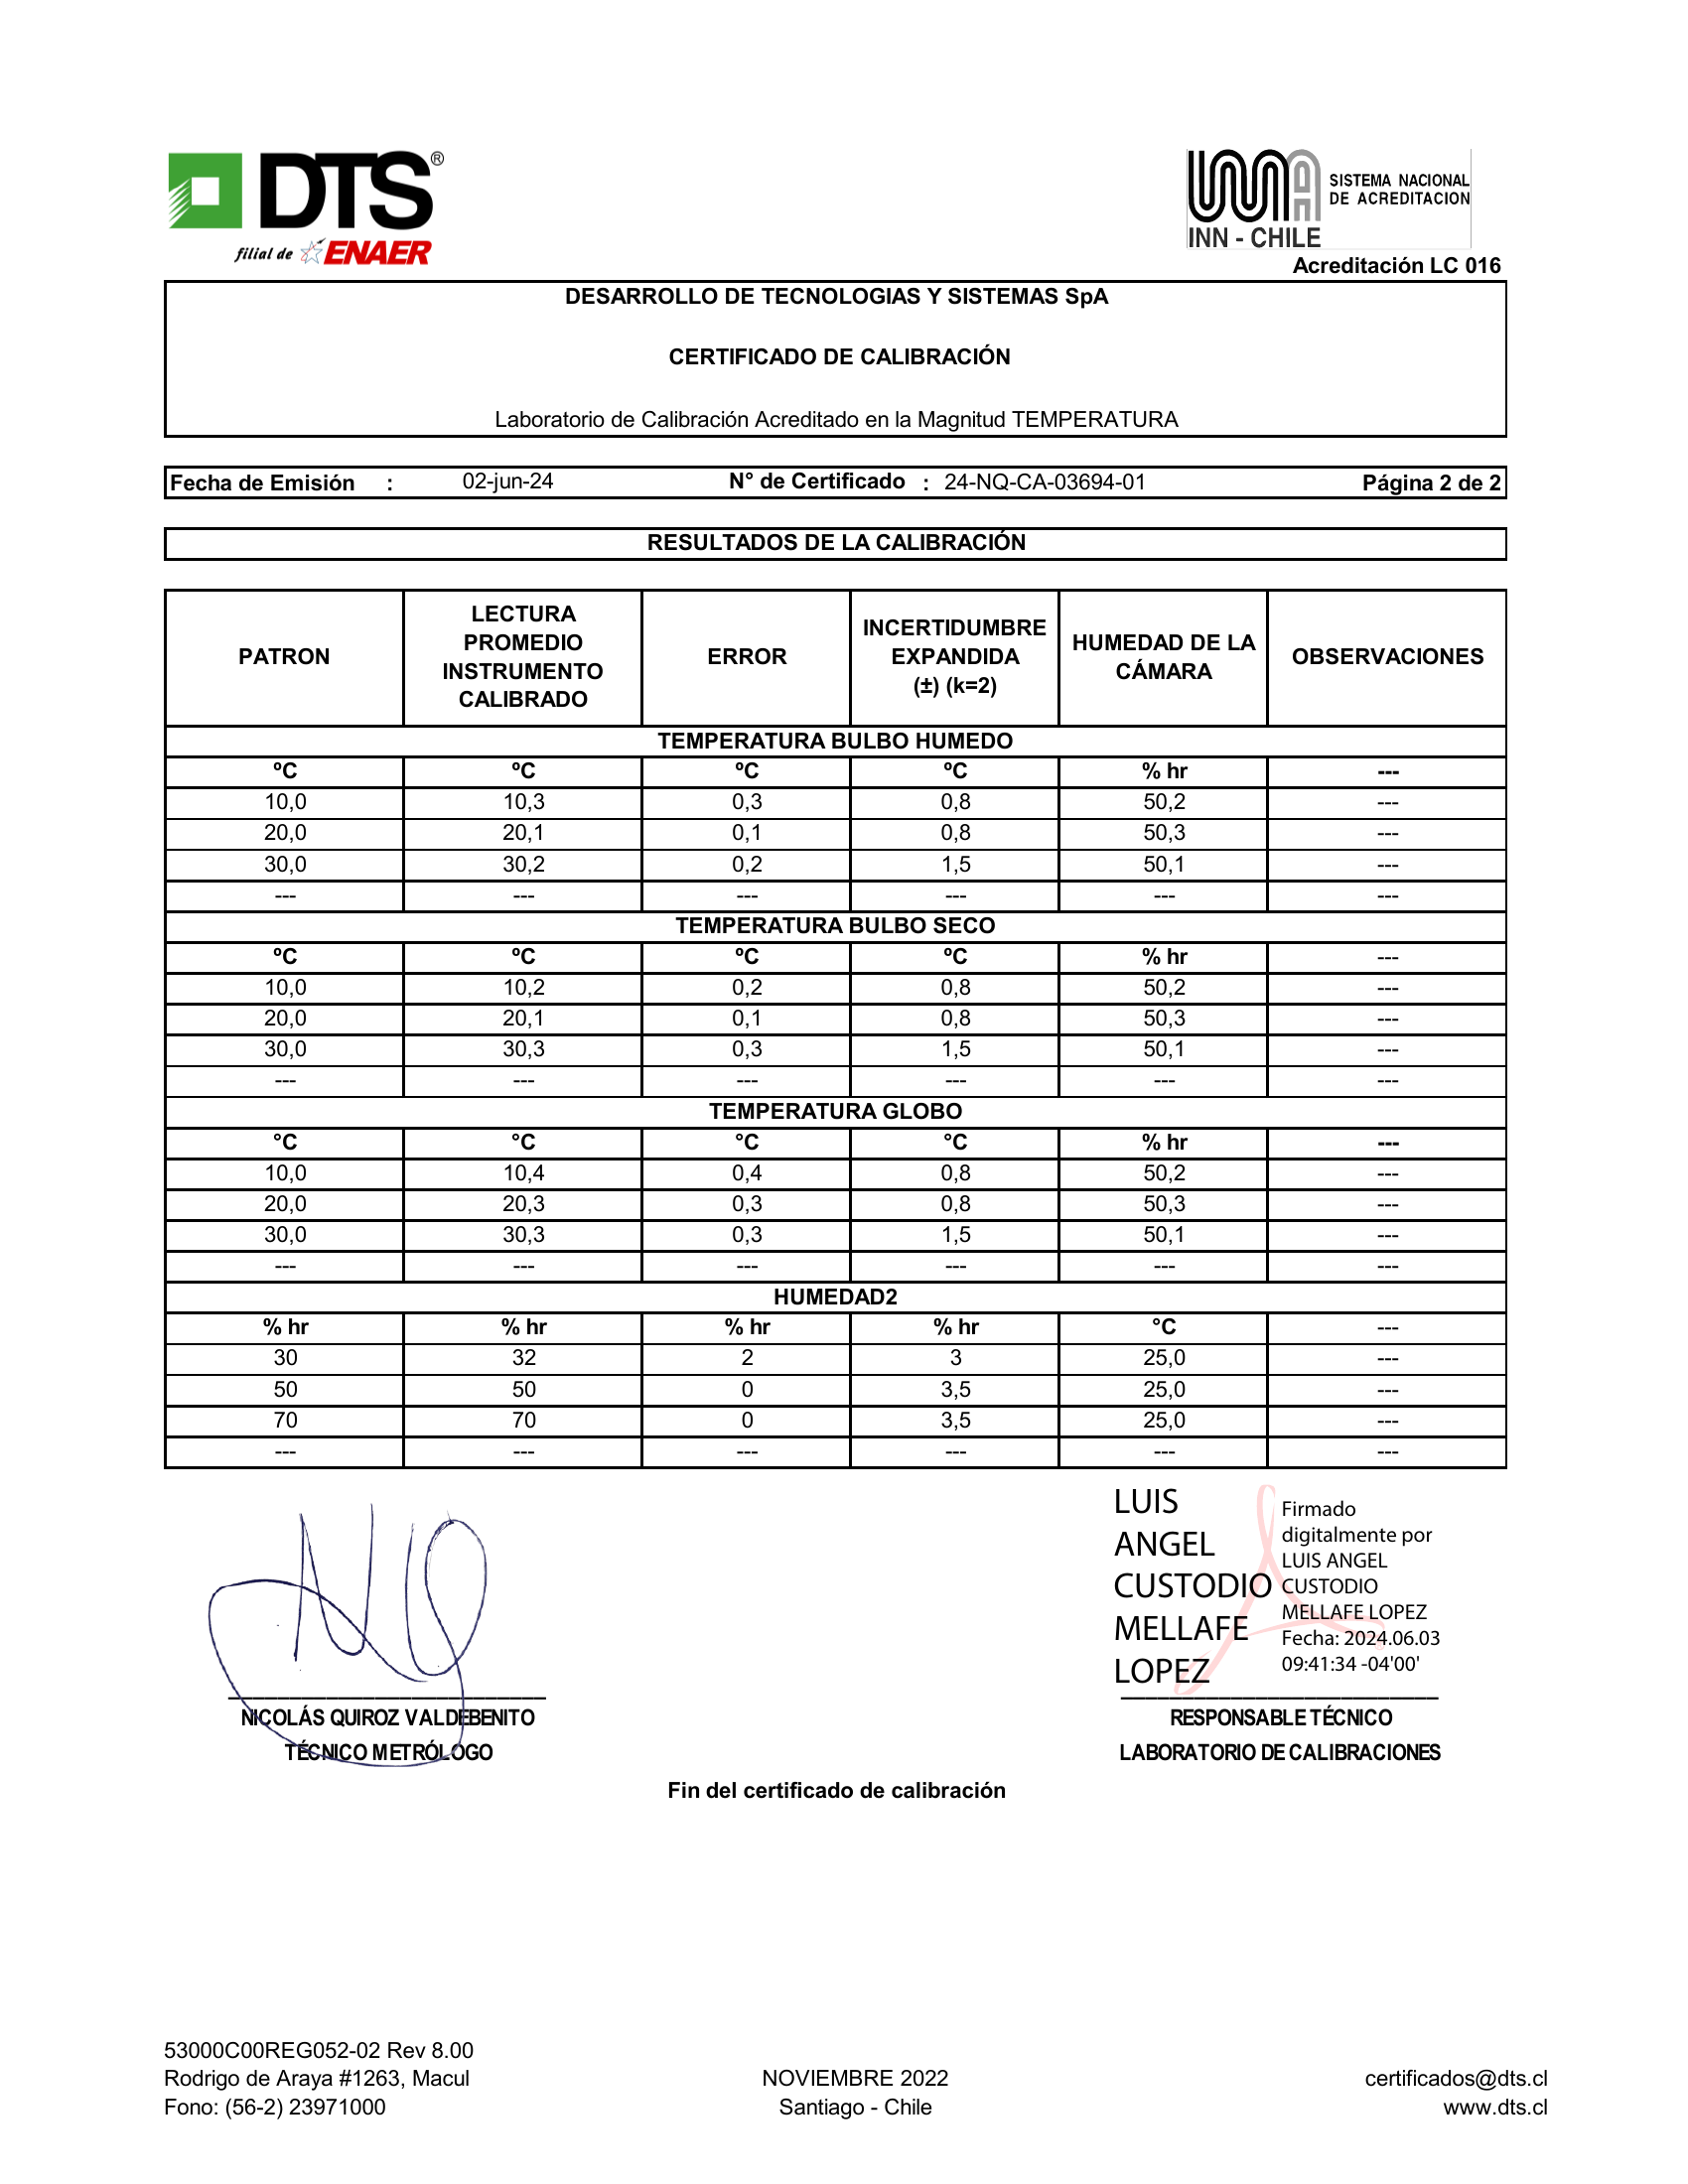 DTS®
filial de ENAER
SISTEMA NACIONAL
DE ACREDITACION
INN - CHILE
Acreditación LC 016
DESARROLLO DE TECNOLOGIAS Y SISTEMAS SpA
CERTIFICADO DE CALIBRACIÓN
Laboratorio de Calibración Acreditado en la Magnitud TEMPERATURA
Fecha de Emisión : 02-jun-24 N° de Certificado : 24-NQ-CA-03694-01 Página 2 de 2
RESULTADOS DE LA CALIBRACIÓN
PATRON
LECTURA
PROMEDIO
INSTRUMENTO
CALIBRADO
ERROR
INCERTIDUMBRE
EXPANDIDA
(±) (k=2)
HUMEDAD DE LA
CÁMARA
OBSERVACIONES
TEMPERATURA BULBO HUMEDO
ºC ºC ºC ºC % hr ---
10,0 10,3 0,3 0,8 50,2 ---
20,0 20,1 0,1 0,8 50,3 ---
30,0 30,2 0,2 1,5 50,1 ---
--- --- --- --- --- ---
TEMPERATURA BULBO SECO
ºC ºC ºC ºC % hr ---
10,0 10,2 0,2 0,8 50,2 ---
20,0 20,1 0,1 0,8 50,3 ---
30,0 30,3 0,3 1,5 50,1 ---
--- --- --- --- --- ---
TEMPERATURA GLOBO
°C °C °C °C % hr ---
10,0 10,4 0,4 0,8 50,2 ---
20,0 20,3 0,3 0,8 50,3 ---
30,0 30,3 0,3 1,5 50,1 ---
--- --- --- --- --- ---
HUMEDAD2
% hr % hr % hr % hr °C ---
30 32 2 3 25,0 ---
50 50 0 3,5 25,0 ---
70 70 0 3,5 25,0 ---
--- --- --- --- --- ---
NICOLÁS QUIROZ VALDEBENITO
TÉCNICO METRÓLOGO
LUIS
ANGEL
CUSTODIO
MELLAFE
LOPEZ
Firmado
digitalmente por
LUIS ANGEL
CUSTODIO
MELLAFE LOPEZ
Fecha: 2024.06.03
09:41:34 -04'00'
RESPONSABLE TÉCNICO
LABORATORIO DE CALIBRACIONES
Fin del certificado de calibración
53000C00REG052-02 Rev 8.00
Rodrigo de Araya #1263, Macul NOVIEMBRE 2022 certificados@dts.cl
Fono: (56-2) 23971000 Santiago - Chile www.dts.cl